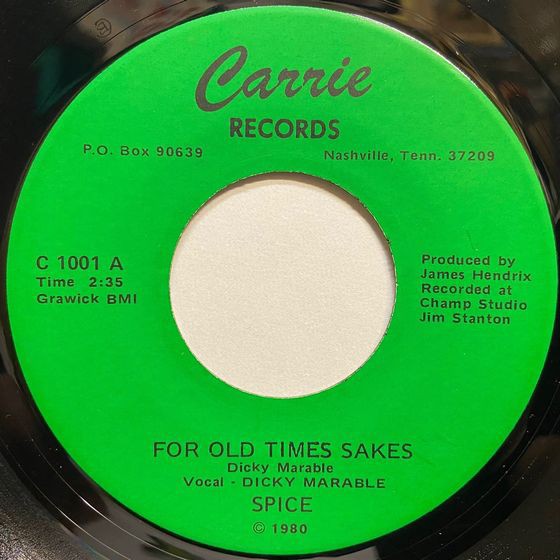 Carrie
RECORDS
P.O. Box 90639
Nashville, Tenn. 37209
C 1001 A
Time 2:35
Grawick BMI
Produced by
James Hendrix
Recorded at
Champ Studio
Jim Stanton
FOR OLD TIMES SAKES
Dicky Marable
Vocal - DICKY MARABLE
SPICE
© 1980